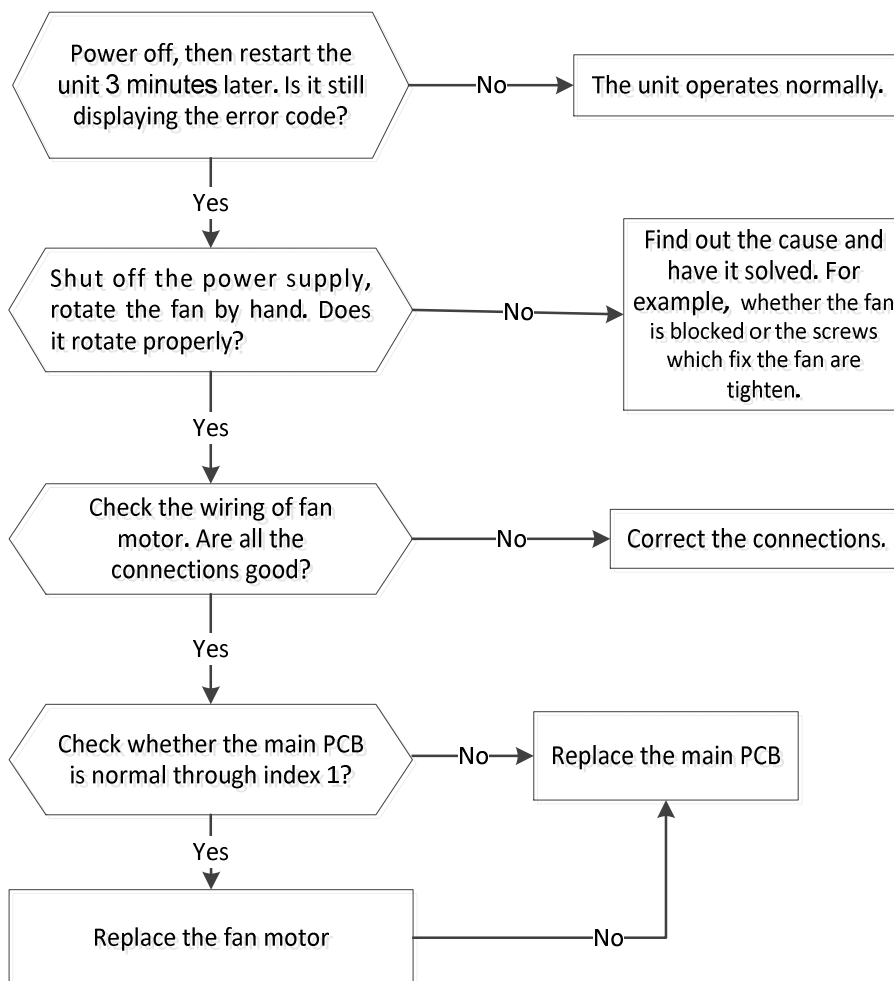 Power off, then restart the
unit 3 minutes later. Is it still
displaying the error code?
No
The unit operates normally.
Yes
Shut off the power supply,
rotate the fan by hand. Does
it rotate properly?
No
Find out the cause and
have it solved. For
example, whether the fan
is blocked or the screws
which fix the fan are
tighten.
Yes
Check the wiring of fan
motor. Are all the
connections good?
No
Correct the connections.
Yes
Check whether the main PCB
is normal through index 1?
No
Replace the main PCB
Yes
Replace the fan motor
No